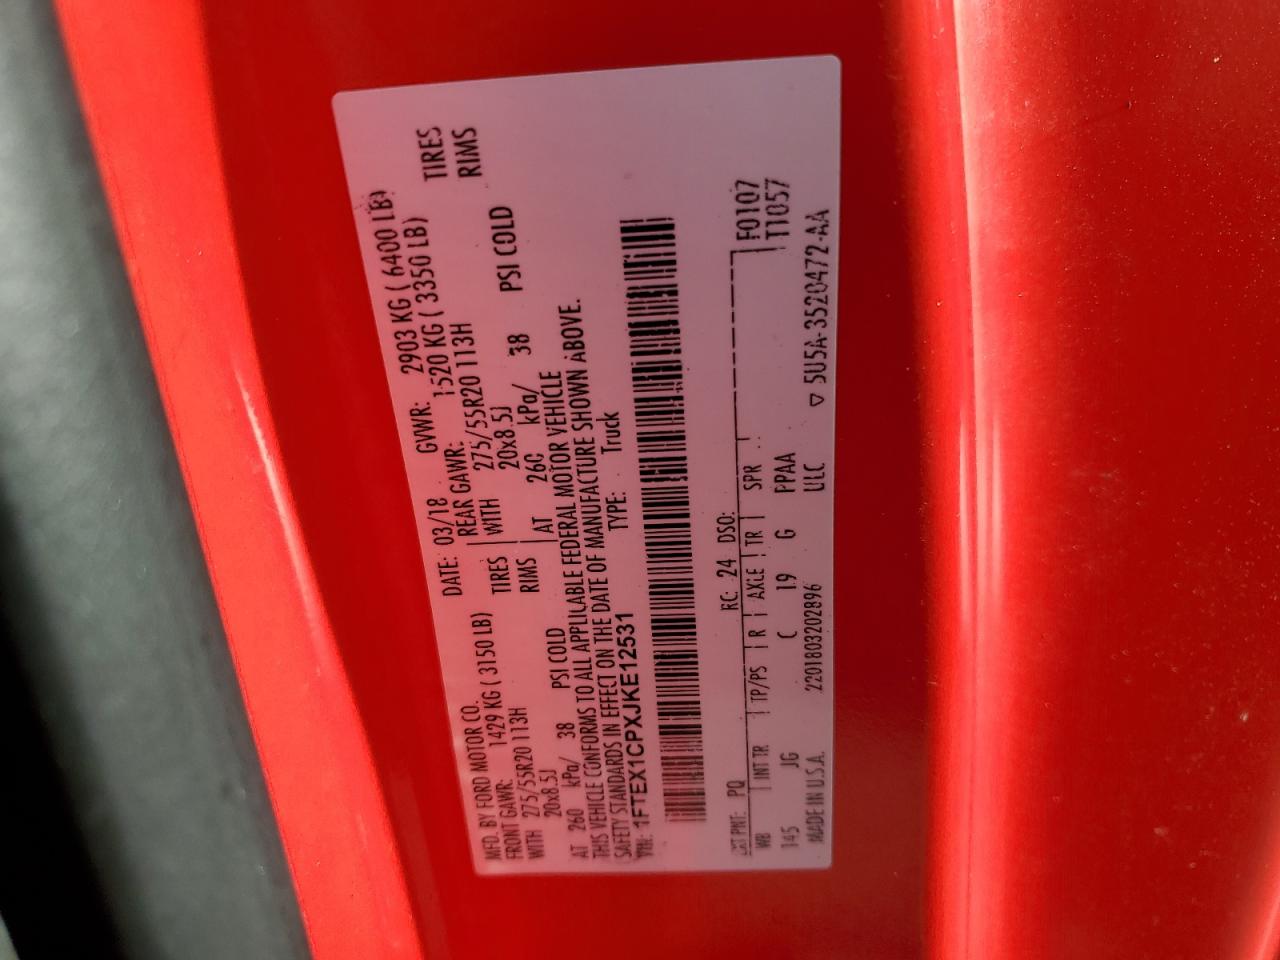 MFD. BY FORD MOTOR CO. DATE: 03/18 GVWR: 2903 KG ( 6400 LB)
FRONT GAWR: 1429 KG ( 3150 LB) REAR GAWR: 1520 KG ( 3350 LB)
WITH 275/55R20 113H TIRES WITH 275/55R20 113H TIRES
20x8.5J RIMS 20x8.5J RIMS
AT 260 kPa/ 38 PSI COLD AT 260 kPa/ 38 PSI COLD
THIS VEHICLE CONFORMS TO ALL APPLICABLE FEDERAL MOTOR VEHICLE
SAFETY STANDARDS IN EFFECT ON THE DATE OF MANUFACTURE SHOWN ABOVE.
VIN: 1FTEX1CPXJKE12531 TYPE: Truck
EXT PNT: PQ RC: 24 DSO: F0107
WB INT TR TP/PS R AXLE TR SPR T1057
145 JG C 19 G PPAA
MADE IN U.S.A. 2201803202896 ULC ▽ 5U5A-3520472-AA